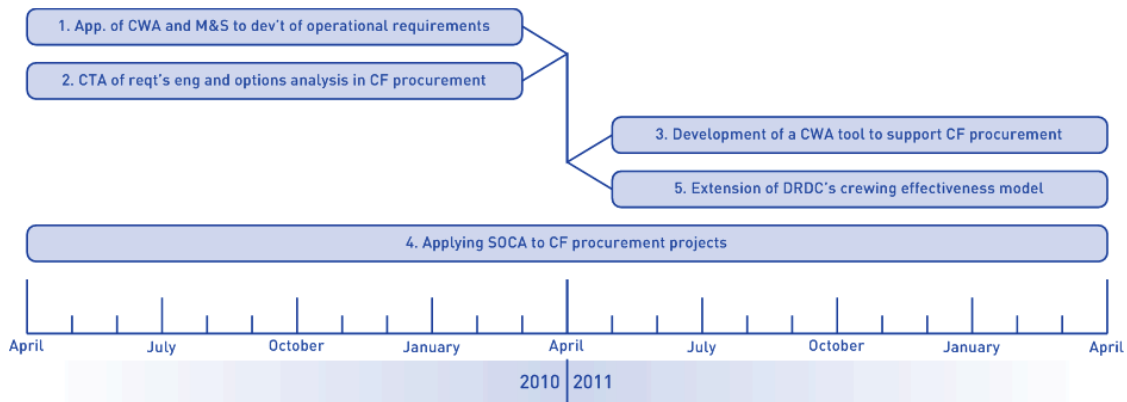 1. App. of CWA and M&S to dev't of operational requirements
2. CTA of reqt's eng and options analysis in CF procurement
3. Development of a CWA tool to support CF procurement
5. Extension of DRDC's crewing effectiveness model
4. Applying SOCA to CF procurement projects
April July October January April July October January April
2010 2011